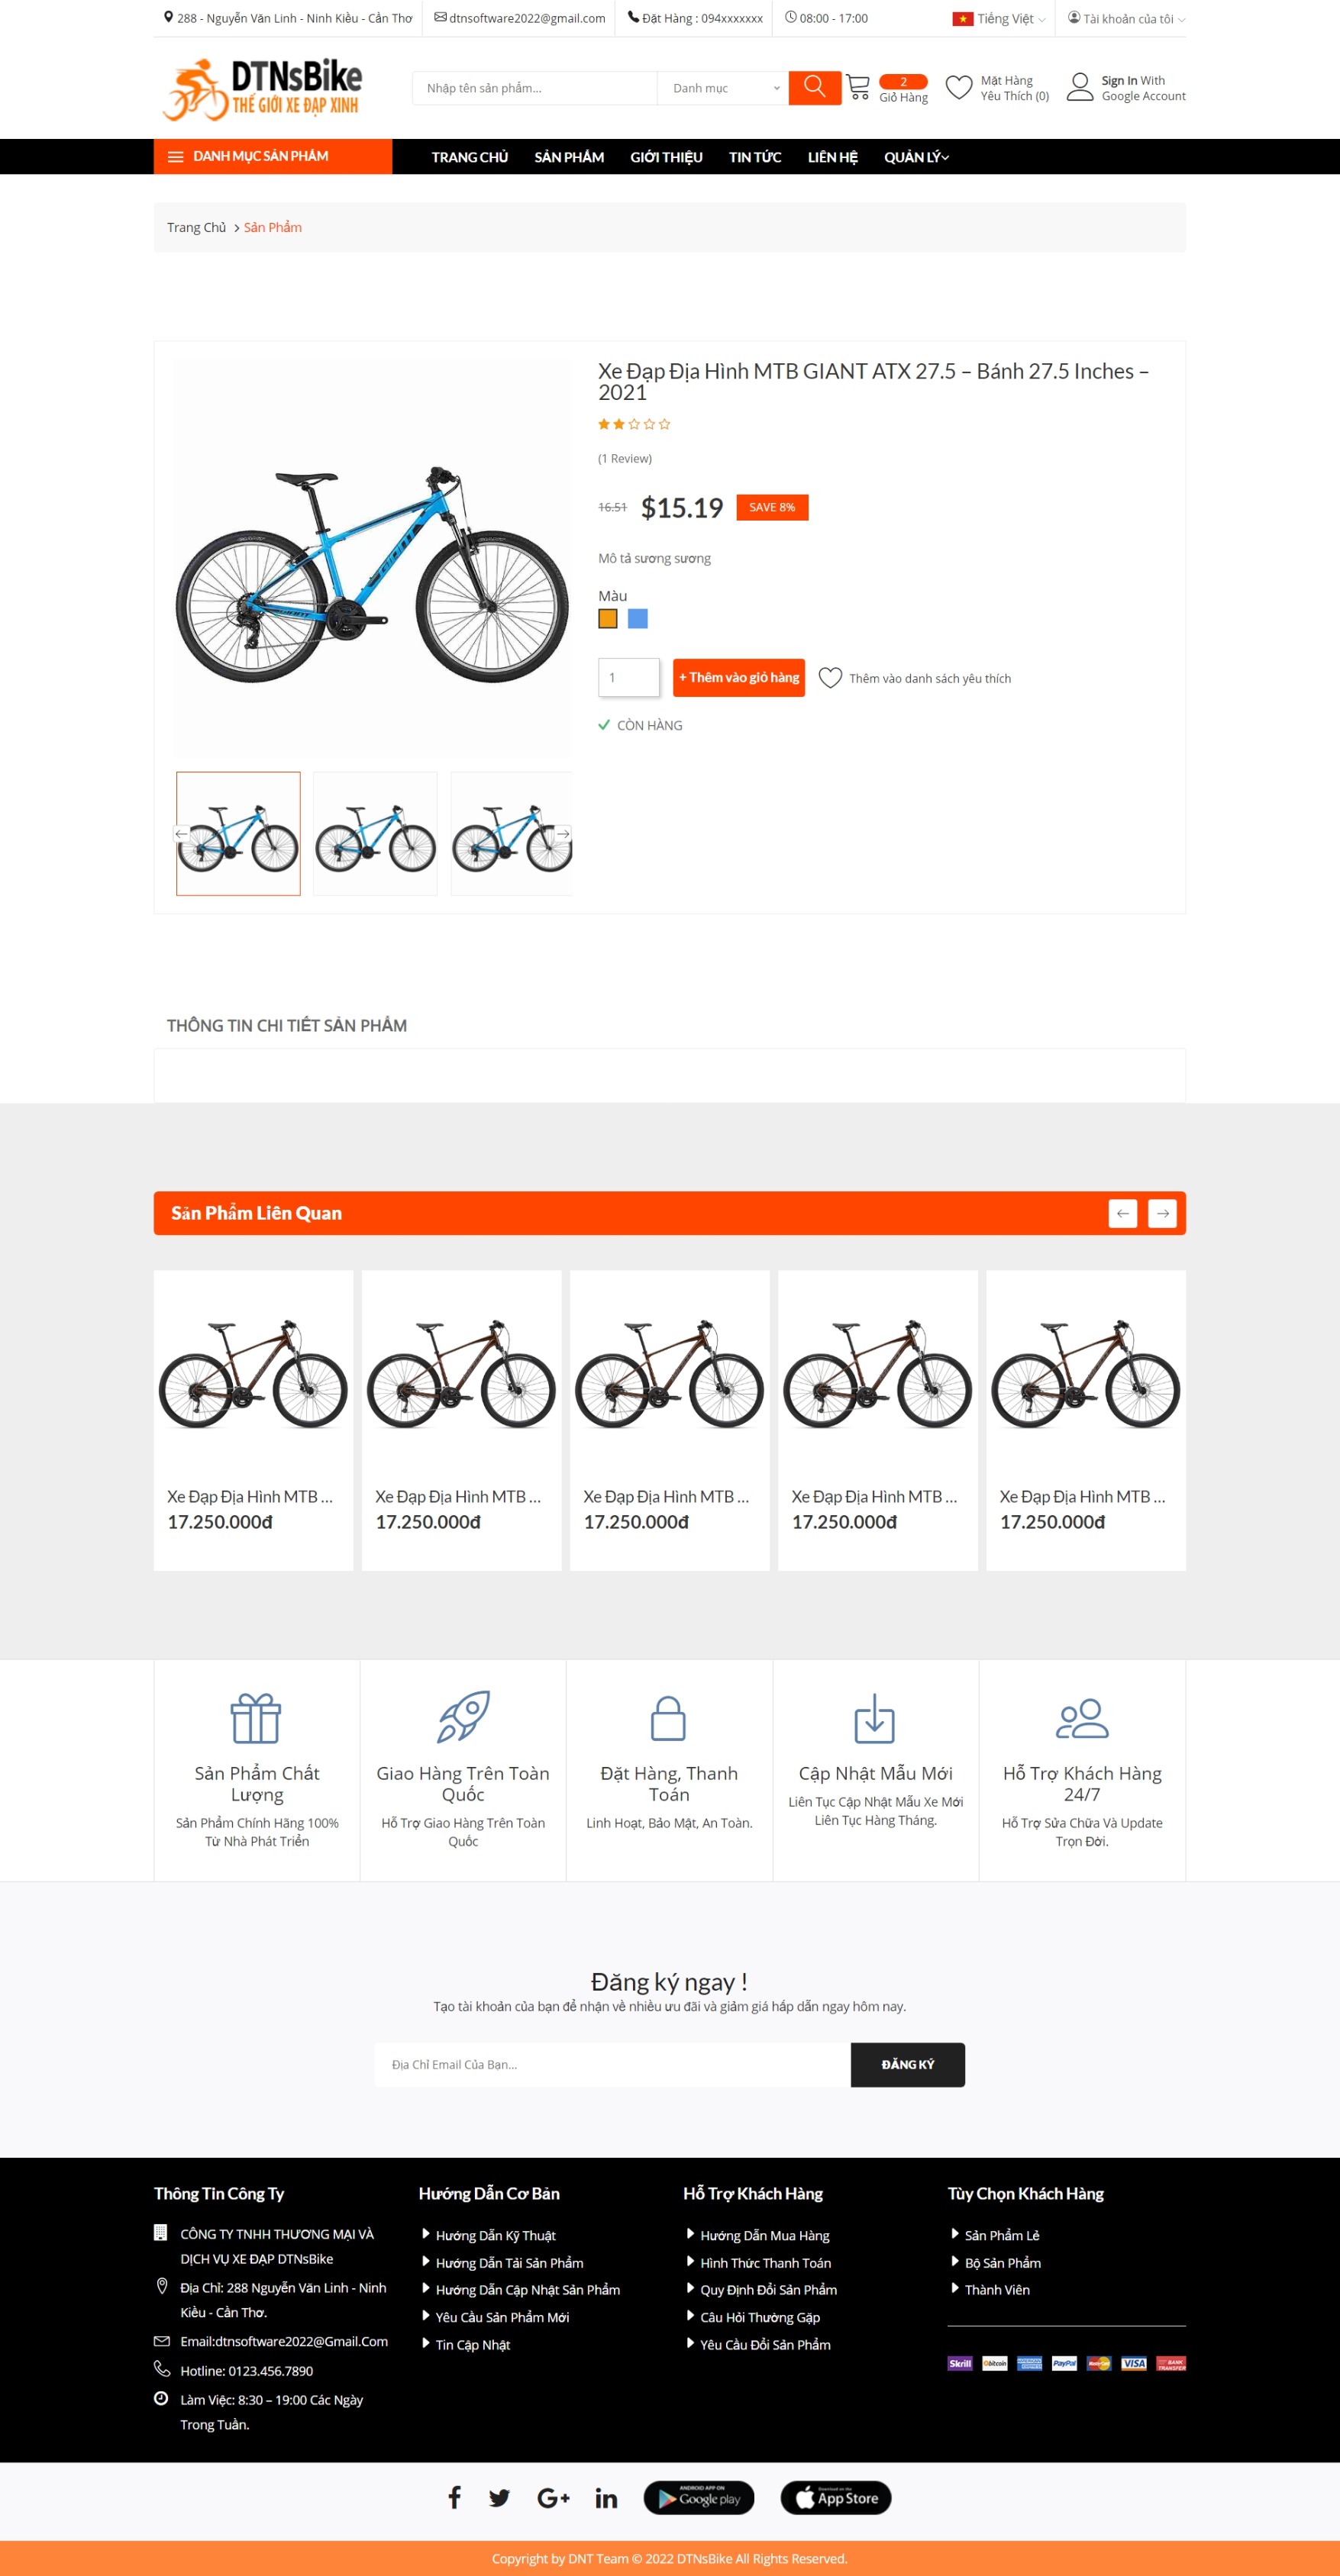 288 - Nguyễn Văn Linh - Ninh Kiều - Cần Thơ
dtnsoftware2022@gmail.com
Đặt Hàng : 094xxxxxxx
08:00 - 17:00
Tiếng Việt
Tài khoản của tôi
DTNsBike
THẾ GIỚI XE ĐẠP XINH
Nhập tên sản phẩm...
Danh mục
2
Giỏ Hàng
Mặt Hàng
Yêu Thích (0)
Sign In With
Google Account
DANH MỤC SẢN PHẨM
TRANG CHỦ
SẢN PHẨM
GIỚI THIỆU
TIN TỨC
LIÊN HỆ
QUẢN LÝ
Trang Chủ
Sản Phẩm
Xe Đạp Địa Hình MTB GIANT ATX 27.5 – Bánh 27.5 Inches –
2021
(1 Review)
16.51 $15.19 SAVE 8%
Mô tả sương sương
Màu
1
+ Thêm vào giỏ hàng
Thêm vào danh sách yêu thích
CÒN HÀNG
GIANT
THÔNG TIN CHI TIẾT SẢN PHẨM
Sản Phẩm Liên Quan
Xe Đạp Địa Hình MTB ...
17.250.000đ
Xe Đạp Địa Hình MTB ...
17.250.000đ
Xe Đạp Địa Hình MTB ...
17.250.000đ
Xe Đạp Địa Hình MTB ...
17.250.000đ
Xe Đạp Địa Hình MTB ...
17.250.000đ
Sản Phẩm Chất
Lượng
Sản Phẩm Chính Hãng 100%
Từ Nhà Phát Triển
Giao Hàng Trên Toàn
Quốc
Hỗ Trợ Giao Hàng Trên Toàn
Quốc
Đặt Hàng, Thanh
Toán
Linh Hoạt, Bảo Mật, An Toàn.
Cập Nhật Mẫu Mới
Liên Tục Cập Nhật Mẫu Xe Mới
Liên Tục Hàng Tháng.
Hỗ Trợ Khách Hàng
24/7
Hỗ Trợ Sửa Chữa Và Update
Trọn Đời.
Đăng ký ngay !
Tạo tài khoản của bạn để nhận về nhiều ưu đãi và giảm giá hấp dẫn ngay hôm nay.
Địa Chỉ Email Của Bạn...
ĐĂNG KÝ
Thông Tin Công Ty
CÔNG TY TNHH THƯƠNG MẠI VÀ
DỊCH VỤ XE ĐẠP DTNsBike
Địa Chỉ: 288 Nguyễn Văn Linh - Ninh
Kiều - Cần Thơ.
Email:dtnsoftware2022@Gmail.Com
Hotline: 0123.456.7890
Làm Việc: 8:30 – 19:00 Các Ngày
Trong Tuần.
Hướng Dẫn Cơ Bản
Hướng Dẫn Kỹ Thuật
Hướng Dẫn Tải Sản Phẩm
Hướng Dẫn Cập Nhật Sản Phẩm
Yêu Cầu Sản Phẩm Mới
Tin Cập Nhật
Hỗ Trợ Khách Hàng
Hướng Dẫn Mua Hàng
Hình Thức Thanh Toán
Quy Định Đổi Sản Phẩm
Câu Hỏi Thường Gặp
Yêu Cầu Đổi Sản Phẩm
Tùy Chọn Khách Hàng
Sản Phẩm Lẻ
Bộ Sản Phẩm
Thành Viên
Skrill
bitcoin
PayPal
VISA
BANK
TRANSFER
ANDROID APP ON
Google play
Download on the
App Store
Copyright by DNT Team © 2022 DTNsBike All Rights Reserved.